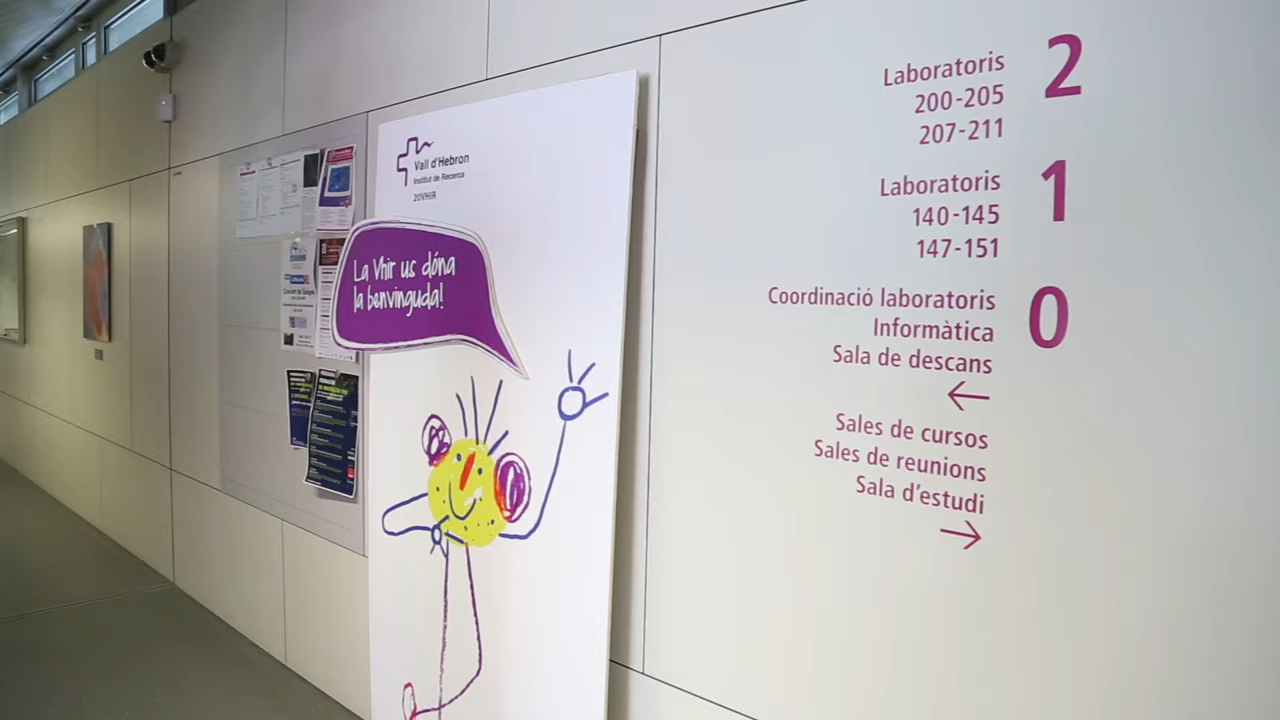 Vall d'Hebron
Institut de Recerca
20VHIR
La Vhir us dóna
la benvinguda!
Laboratoris
200-205
207-211
2
Laboratoris
140-145
147-151
1
Coordinació laboratoris
Informàtica
Sala de descans
0
←
Sales de cursos
Sales de reunions
Sala d'estudi
→